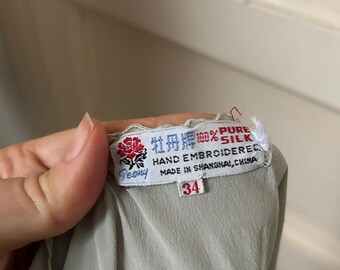 牡丹牌 100% PURE SILK
HAND EMBROIDERED
Peony MADE IN SHANGHAI, CHINA
34